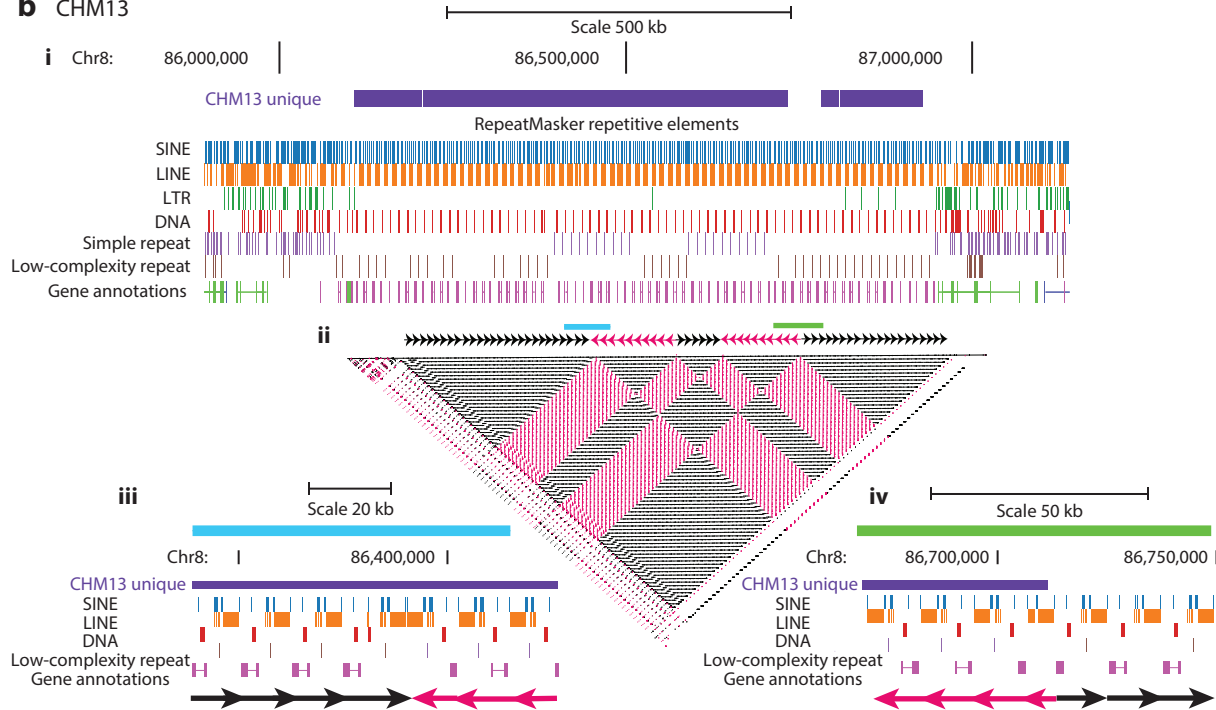 b CHM13
Scale 500 kb
i Chr8: 86,000,000 86,500,000 87,000,000
CHM13 unique
RepeatMasker repetitive elements
SINE
LINE
LTR
DNA
Simple repeat
Low-complexity repeat
Gene annotations
ii
iii
Scale 20 kb
Chr8: 86,400,000
CHM13 unique
SINE
LINE
DNA
Low-complexity repeat
Gene annotations
iv
Scale 50 kb
Chr8: 86,700,000 86,750,000
CHM13 unique
SINE
LINE
DNA
Low-complexity repeat
Gene annotations